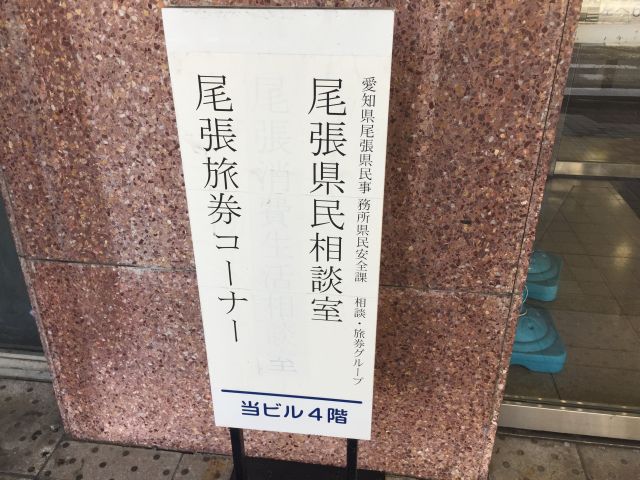 愛知県尾張県民事務所県民安全課 相談・旅券グループ
尾張県民相談室
尾張旅券コーナー
当ビル4階